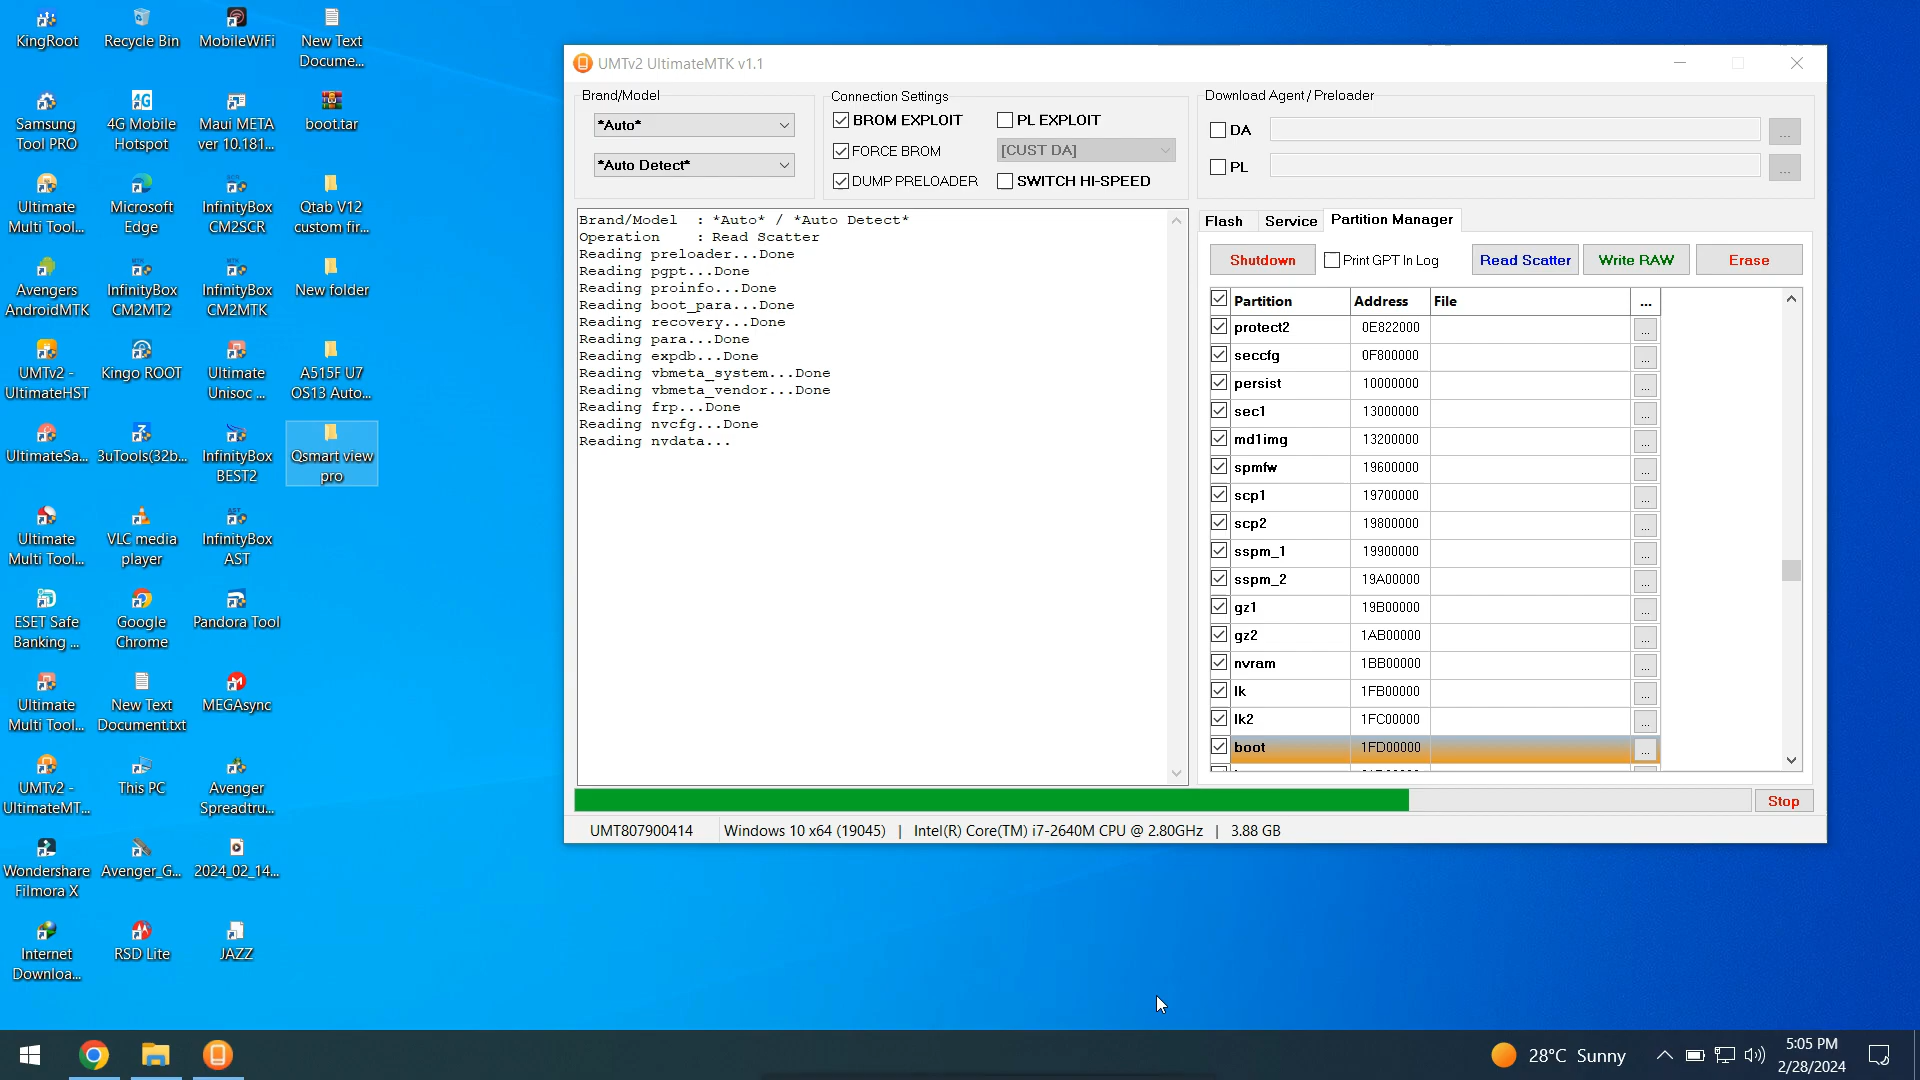 KingRoot
Recycle Bin
MobileWiFi
New Text
Docume...
Samsung
Tool PRO
4G Mobile
Hotspot
Maui META
ver 10.181...
boot.tar
Ultimate
Multi Tool...
Microsoft
Edge
InfinityBox
CM2SCR
Qtab V12
custom fir...
Avengers
AndroidMTK
InfinityBox
CM2MT2
InfinityBox
CM2MTK
New folder
UMTv2 -
UltimateHST
Kingo ROOT
Ultimate
Unisoc ...
A515F U7
OS13 Auto...
UltimateSa...
3uTools(32b...
InfinityBox
BEST2
Qsmart view
pro
Ultimate
Multi Tool...
VLC media
player
InfinityBox
AST
ESET Safe
Banking ...
Google
Chrome
Pandora Tool
Ultimate
Multi Tool...
New Text
Document.txt
MEGAsync
UMTv2 -
UltimateMT...
This PC
Avenger
Spreadtru...
Wondershare
Filmora X
Avenger_G...
2024_02_14...
Internet
Downloa...
RSD Lite
JAZZ
UMTv2 UltimateMTK v1.1
Brand/Model
*Auto*
*Auto Detect*
Connection Settings
BROM EXPLOIT
PL EXPLOIT
FORCE BROM
[CUST DA]
DUMP PRELOADER
SWITCH HI-SPEED
Download Agent / Preloader
DA
...
PL
...
Brand/Model : *Auto* / *Auto Detect*
Operation : Read Scatter
Reading preloader...Done
Reading pgpt...Done
Reading proinfo...Done
Reading boot_para...Done
Reading recovery...Done
Reading para...Done
Reading expdb...Done
Reading vbmeta_system...Done
Reading vbmeta_vendor...Done
Reading frp...Done
Reading nvcfg...Done
Reading nvdata...
Flash Service Partition Manager
Shutdown Print GPT In Log Read Scatter Write RAW Erase
Partition Address File ...
protect2 0E822000 ...
seccfg 0F800000 ...
persist 10000000 ...
sec1 13000000 ...
md1img 13200000 ...
spmfw 19600000 ...
scp1 19700000 ...
scp2 19800000 ...
sspm_1 19900000 ...
sspm_2 19A00000 ...
gz1 19B00000 ...
gz2 1AB00000 ...
nvram 1BB00000 ...
lk 1FB00000 ...
lk2 1FC00000 ...
boot 1FD00000 ...
Stop
UMT807900414 Windows 10 x64 (19045) | Intel(R) Core(TM) i7-2640M CPU @ 2.80GHz | 3.88 GB
28°C Sunny
5:05 PM
2/28/2024